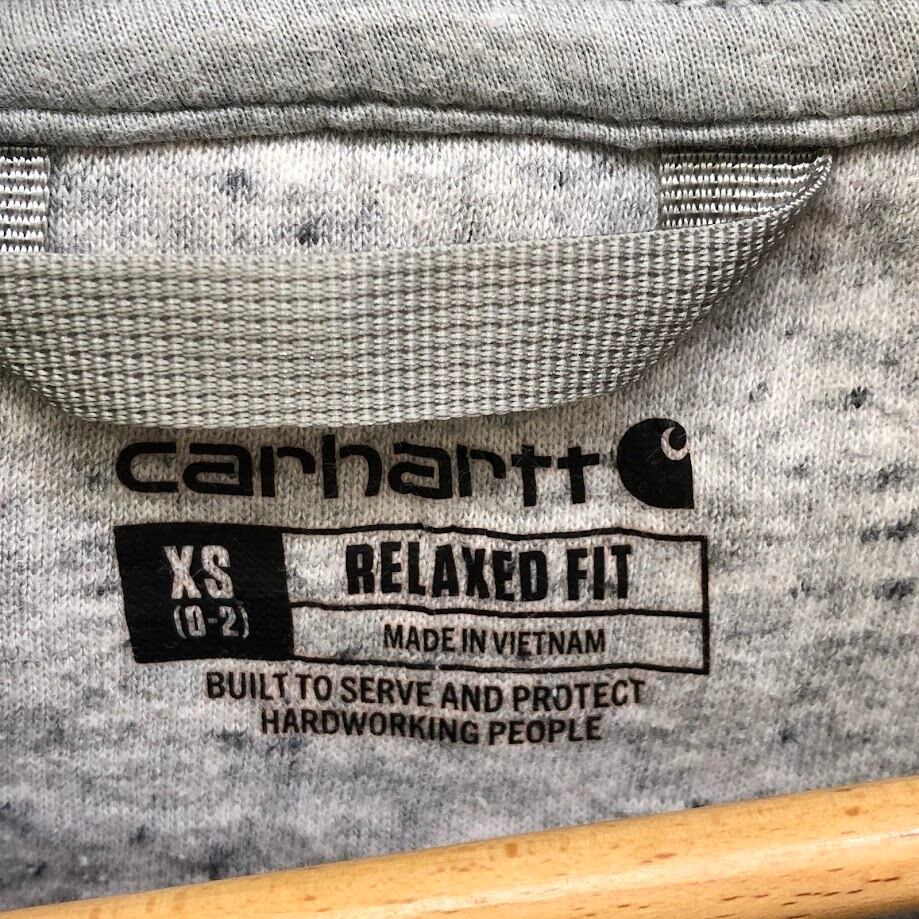 carhartt
XS
(0-2)
RELAXED FIT
MADE IN VIETNAM
BUILT TO SERVE AND PROTECT
HARDWORKING PEOPLE